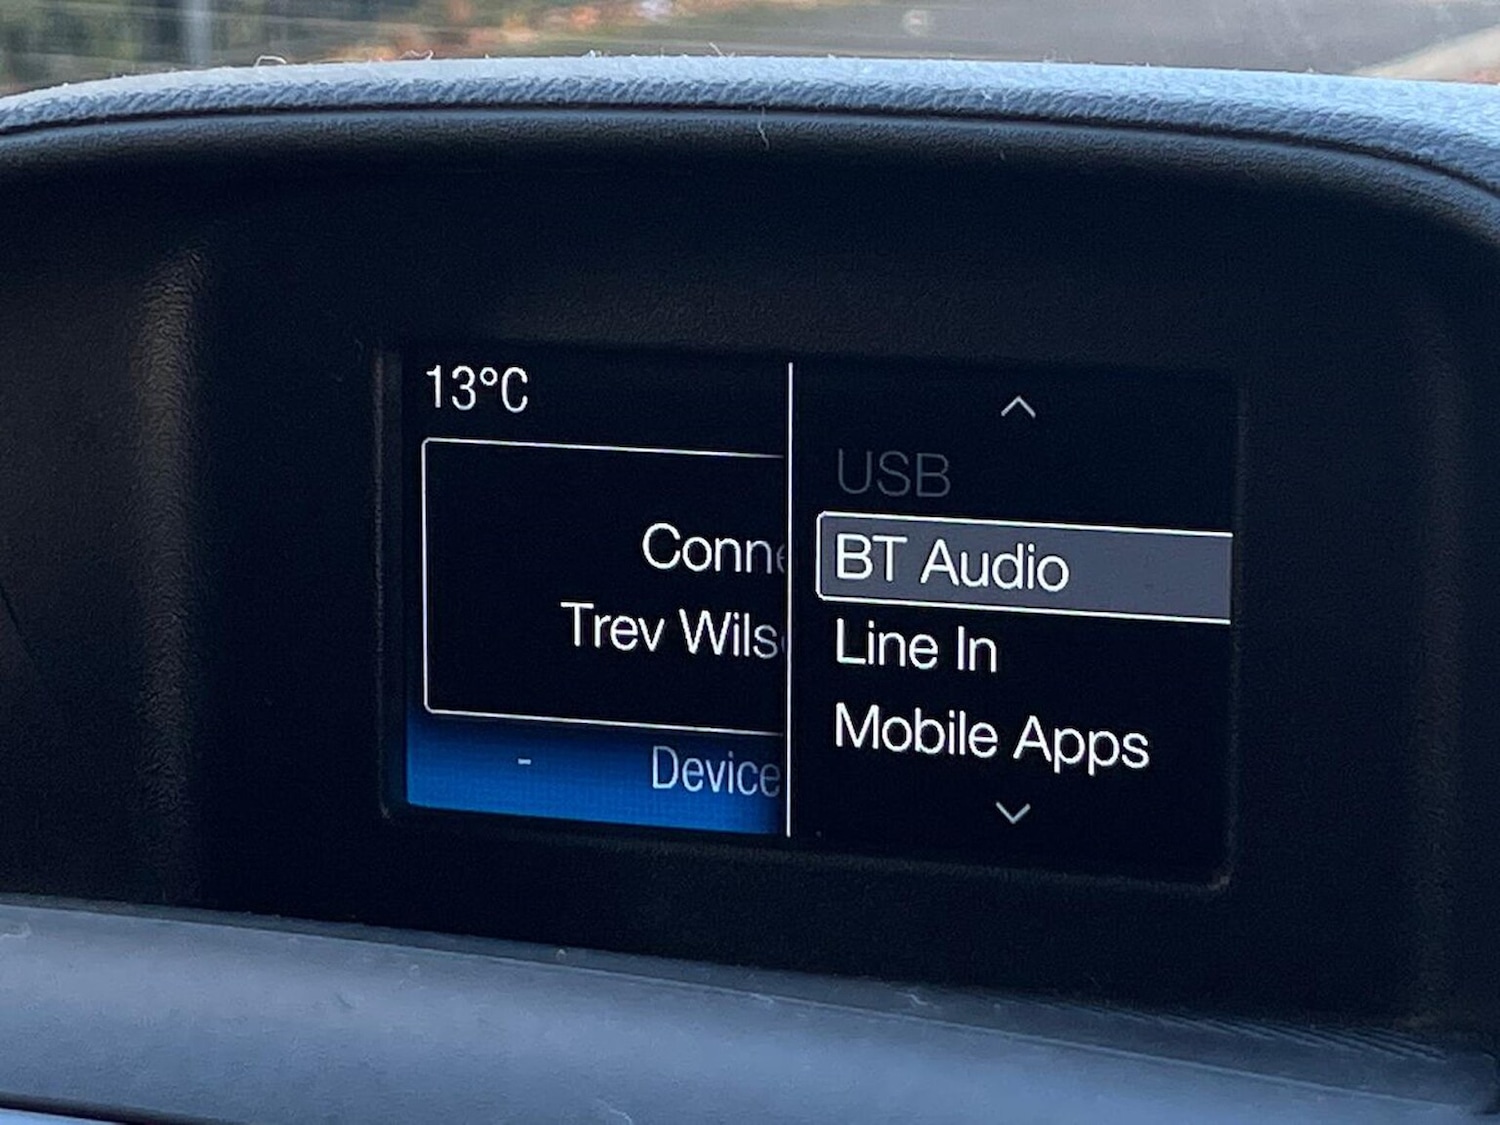 13°C
Conne
Trev Wils
-
Device
USB
BT Audio
Line In
Mobile Apps